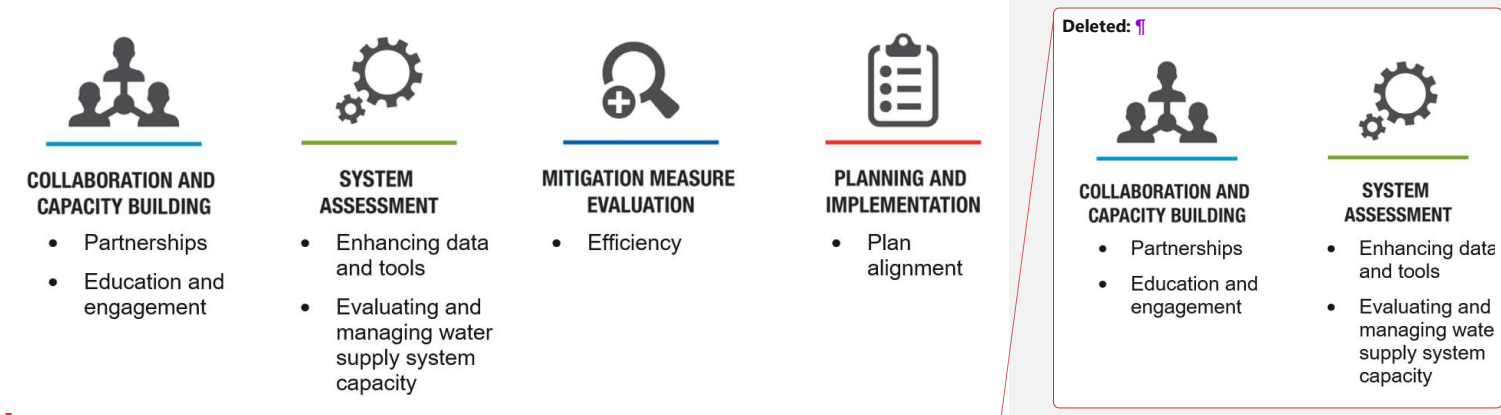 COLLABORATION AND
CAPACITY BUILDING
• Partnerships
• Education and
engagement
SYSTEM
ASSESSMENT
• Enhancing data
and tools
• Evaluating and
managing water
supply system
capacity
MITIGATION MEASURE
EVALUATION
• Efficiency
PLANNING AND
IMPLEMENTATION
• Plan
alignment
Deleted: ¶
COLLABORATION AND
CAPACITY BUILDING
• Partnerships
• Education and
engagement
SYSTEM
ASSESSMENT
• Enhancing data
and tools
• Evaluating and
managing wate
supply system
capacity